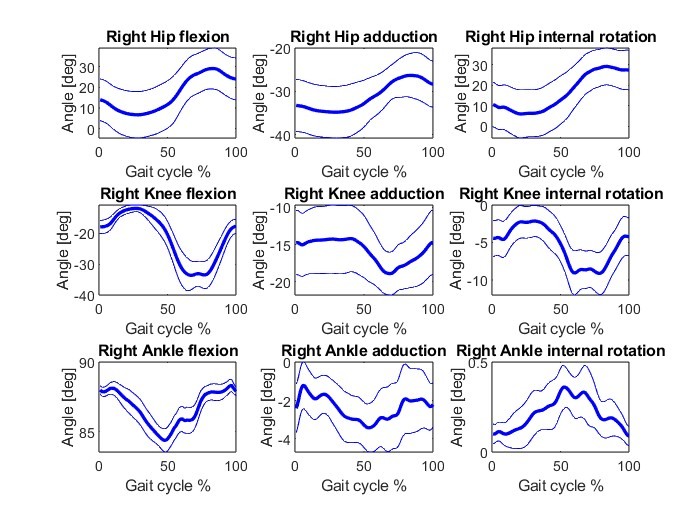 Right Hip flexion
Right Hip adduction
Right Hip internal rotation
Angle [deg]
30
20
10
0
0
50
100
Gait cycle %
Angle [deg]
-20
-30
-40
0
50
100
Gait cycle %
Angle [deg]
30
20
10
0
0
50
100
Gait cycle %
Right Knee flexion
Right Knee adduction
Right Knee internal rotation
Angle [deg]
-20
-30
-40
0
50
100
Gait cycle %
Angle [deg]
-10
-15
-20
0
50
100
Gait cycle %
Angle [deg]
0
-5
-10
0
50
100
Gait cycle %
Right Ankle flexion
Right Ankle adduction
Right Ankle internal rotation
Angle [deg]
90
85
0
50
100
Gait cycle %
Angle [deg]
0
-2
-4
0
50
100
Gait cycle %
Angle [deg]
0.5
0
0
50
100
Gait cycle %